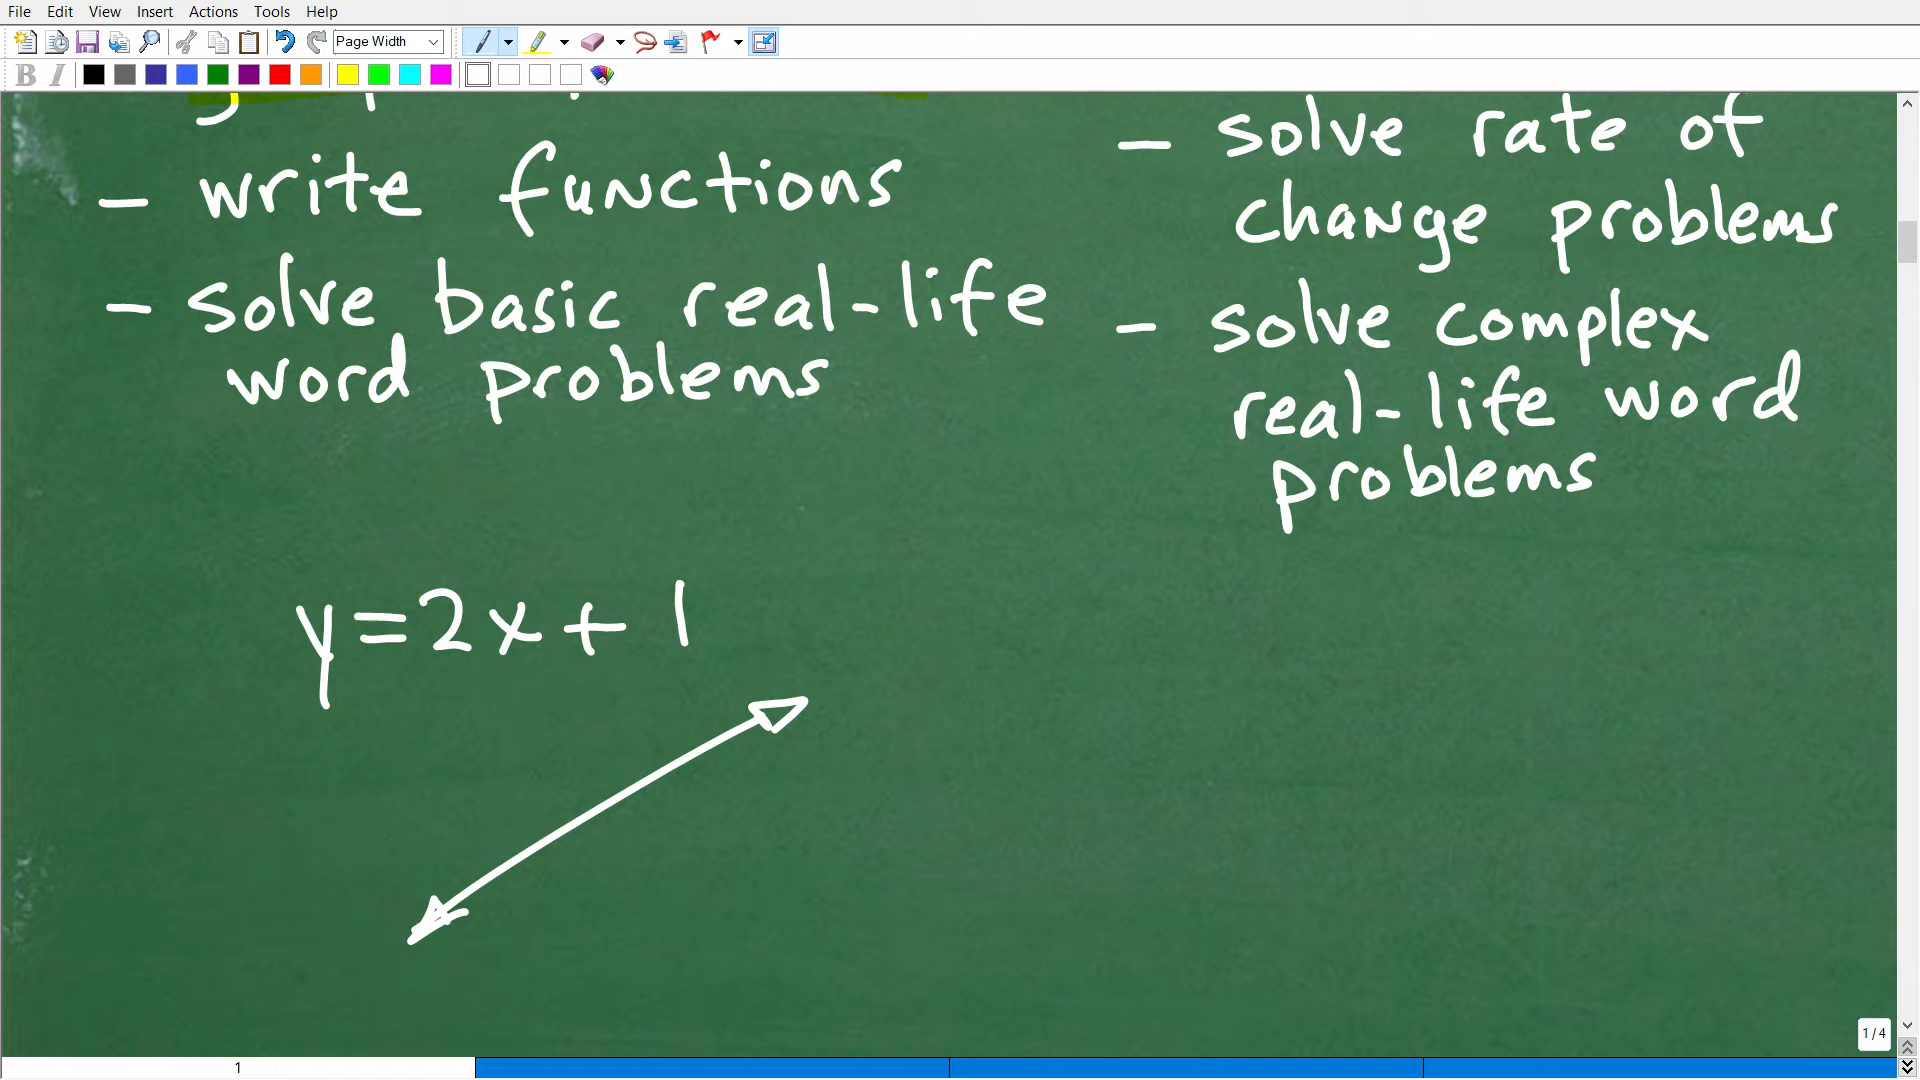 File Edit View Insert Actions Tools Help
Page Width
B I
- write functions
- solve basic real-life
word problems
- solve rate of
change problems
- solve complex
real-life word
problems
y=2x+1
1/4
1